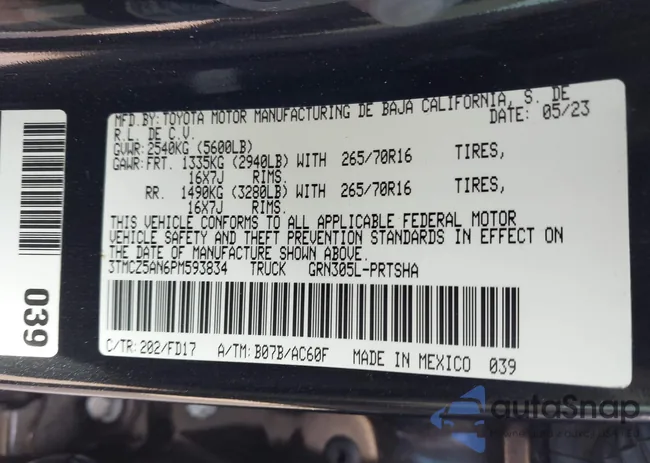 MFD.BY:TOYOTA MOTOR MANUFACTURING DE BAJA CALIFORNIA, S. DE
R.L. DE C.V. DATE: 05/23
GVWR:2540KG (5600LB)
GAWR:FRT. 1335KG (2940LB) WITH 265/70R16 TIRES,
16X7J RIMS.
RR. 1490KG (3280LB) WITH 265/70R16 TIRES,
16X7J RIMS.
THIS VEHICLE CONFORMS TO ALL APPLICABLE FEDERAL MOTOR
VEHICLE SAFETY AND THEFT PREVENTION STANDARDS IN EFFECT ON
THE DATE OF MANUFACTURE SHOWN ABOVE.
3TMCZ5AN6PM593834 TRUCK GRN305L-PRTSHA
C/TR:202/FD17 A/TM:B07B/AC60F MADE IN MEXICO 039
039
autoSnap